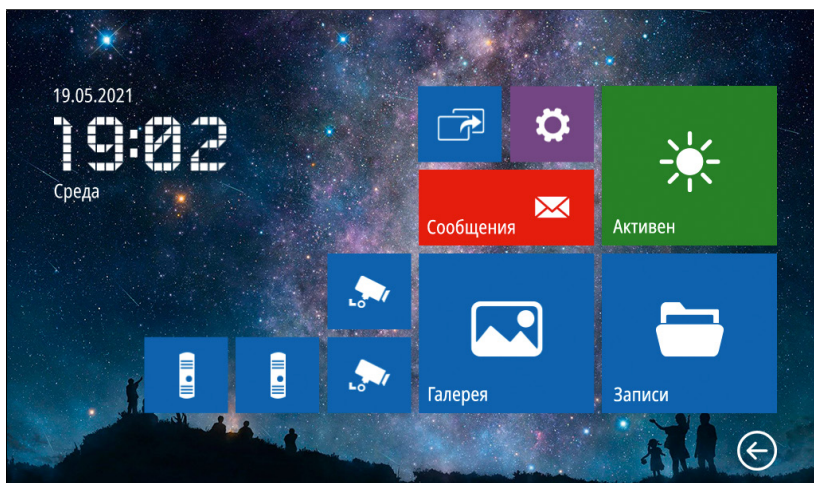 19.05.2021
19:02
Среда
Сообщения
Активен
Галерея
Записи